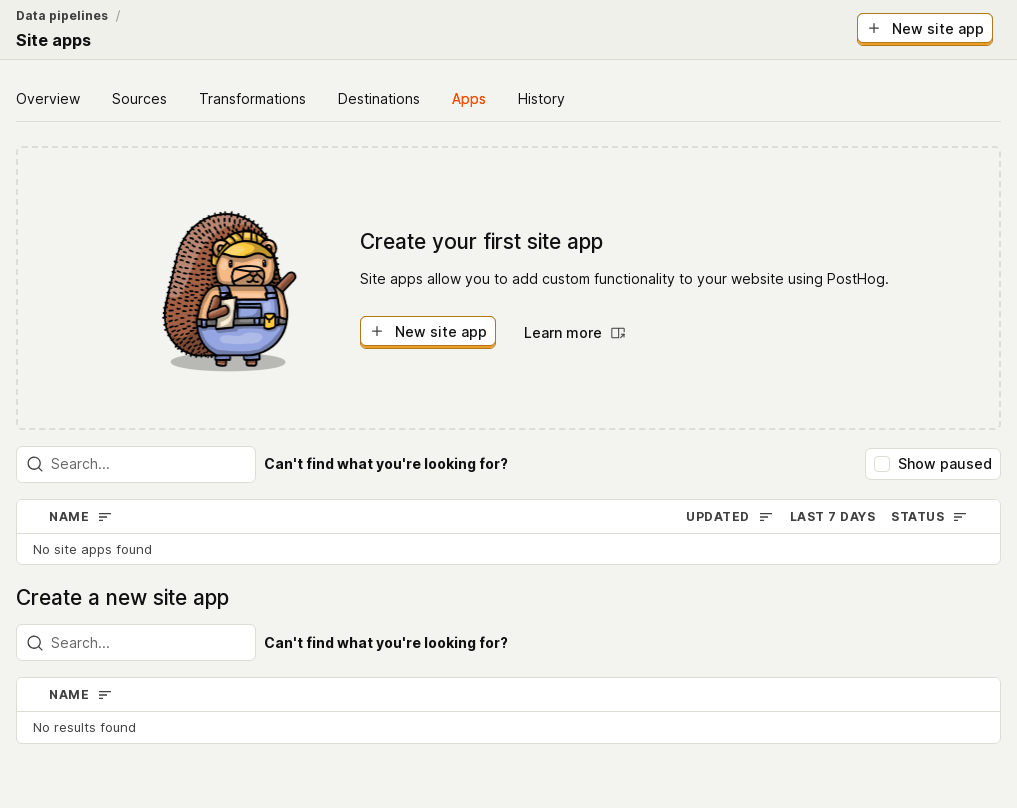 Data pipelines /
Site apps
New site app
Overview Sources Transformations Destinations Apps History
Create your first site app
Site apps allow you to add custom functionality to your website using PostHog.
New site app Learn more
Search... Can't find what you're looking for? Show paused
NAME UPDATED LAST 7 DAYS STATUS
No site apps found
Create a new site app
Search... Can't find what you're looking for?
NAME
No results found